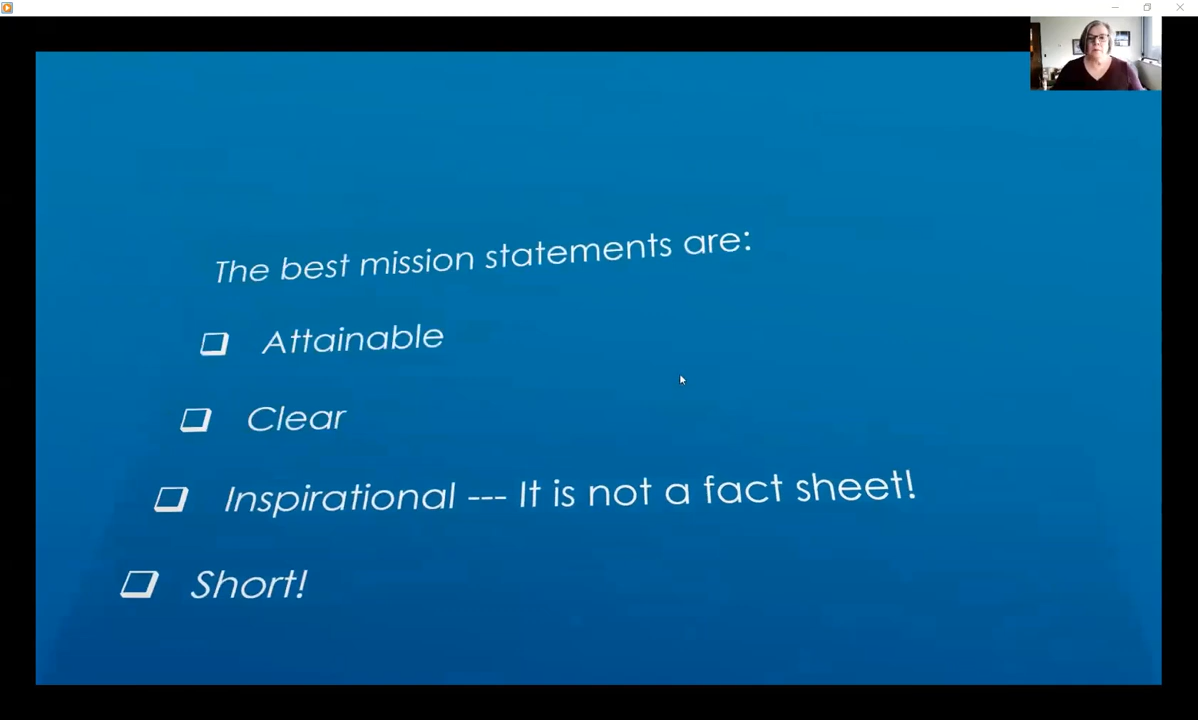 The best mission statements are:
Attainable
Clear
Inspirational --- It is not a fact sheet!
Short!